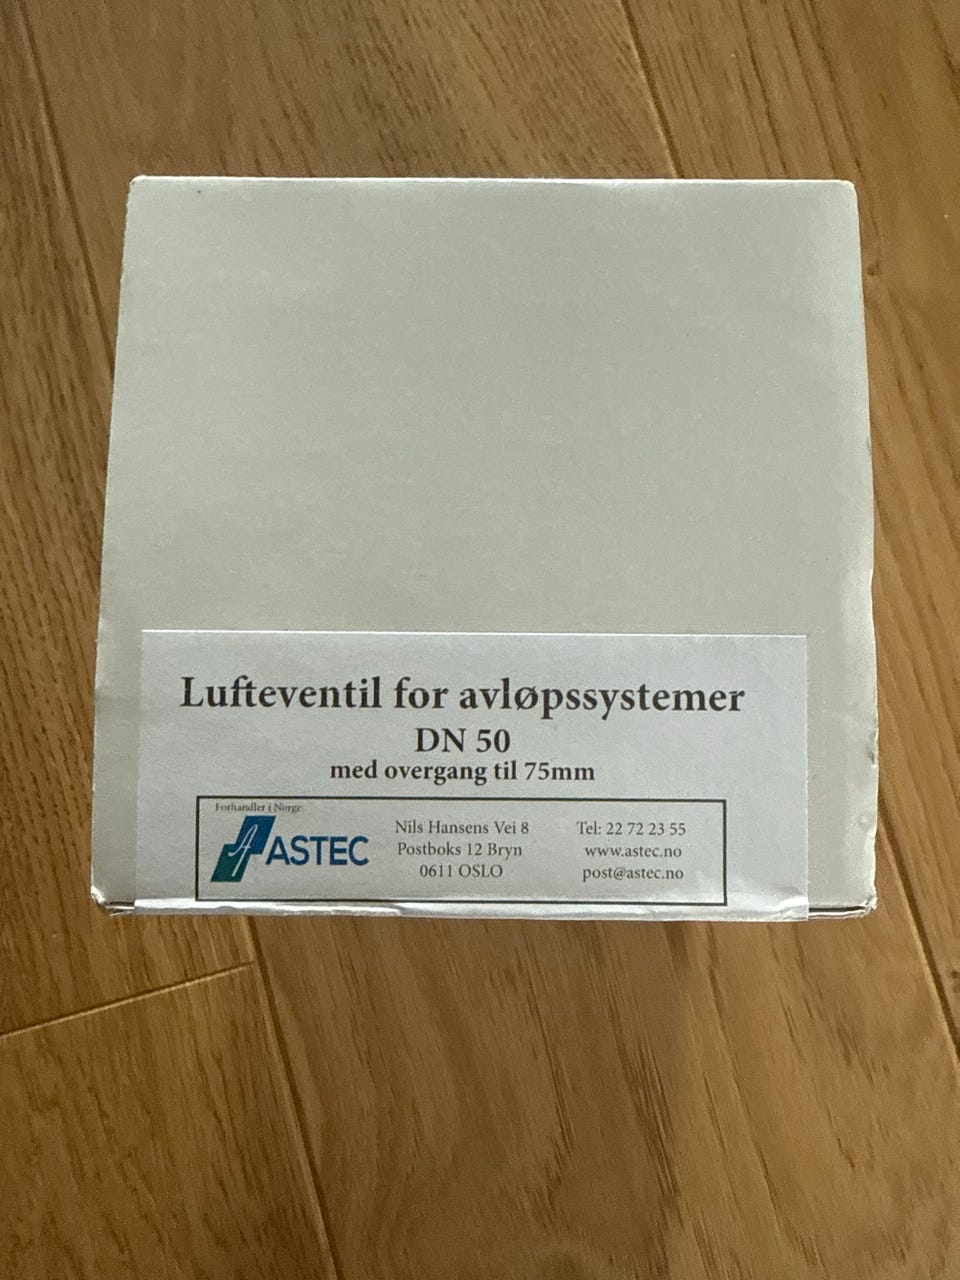 Lufteventil for avløpssystemer
DN 50
med overgang til 75mm
Forhandler i Norge:
ASTEC
Nils Hansens Vei 8
Postboks 12 Bryn
0611 OSLO
Tel: 22 72 23 55
www.astec.no
post@astec.no